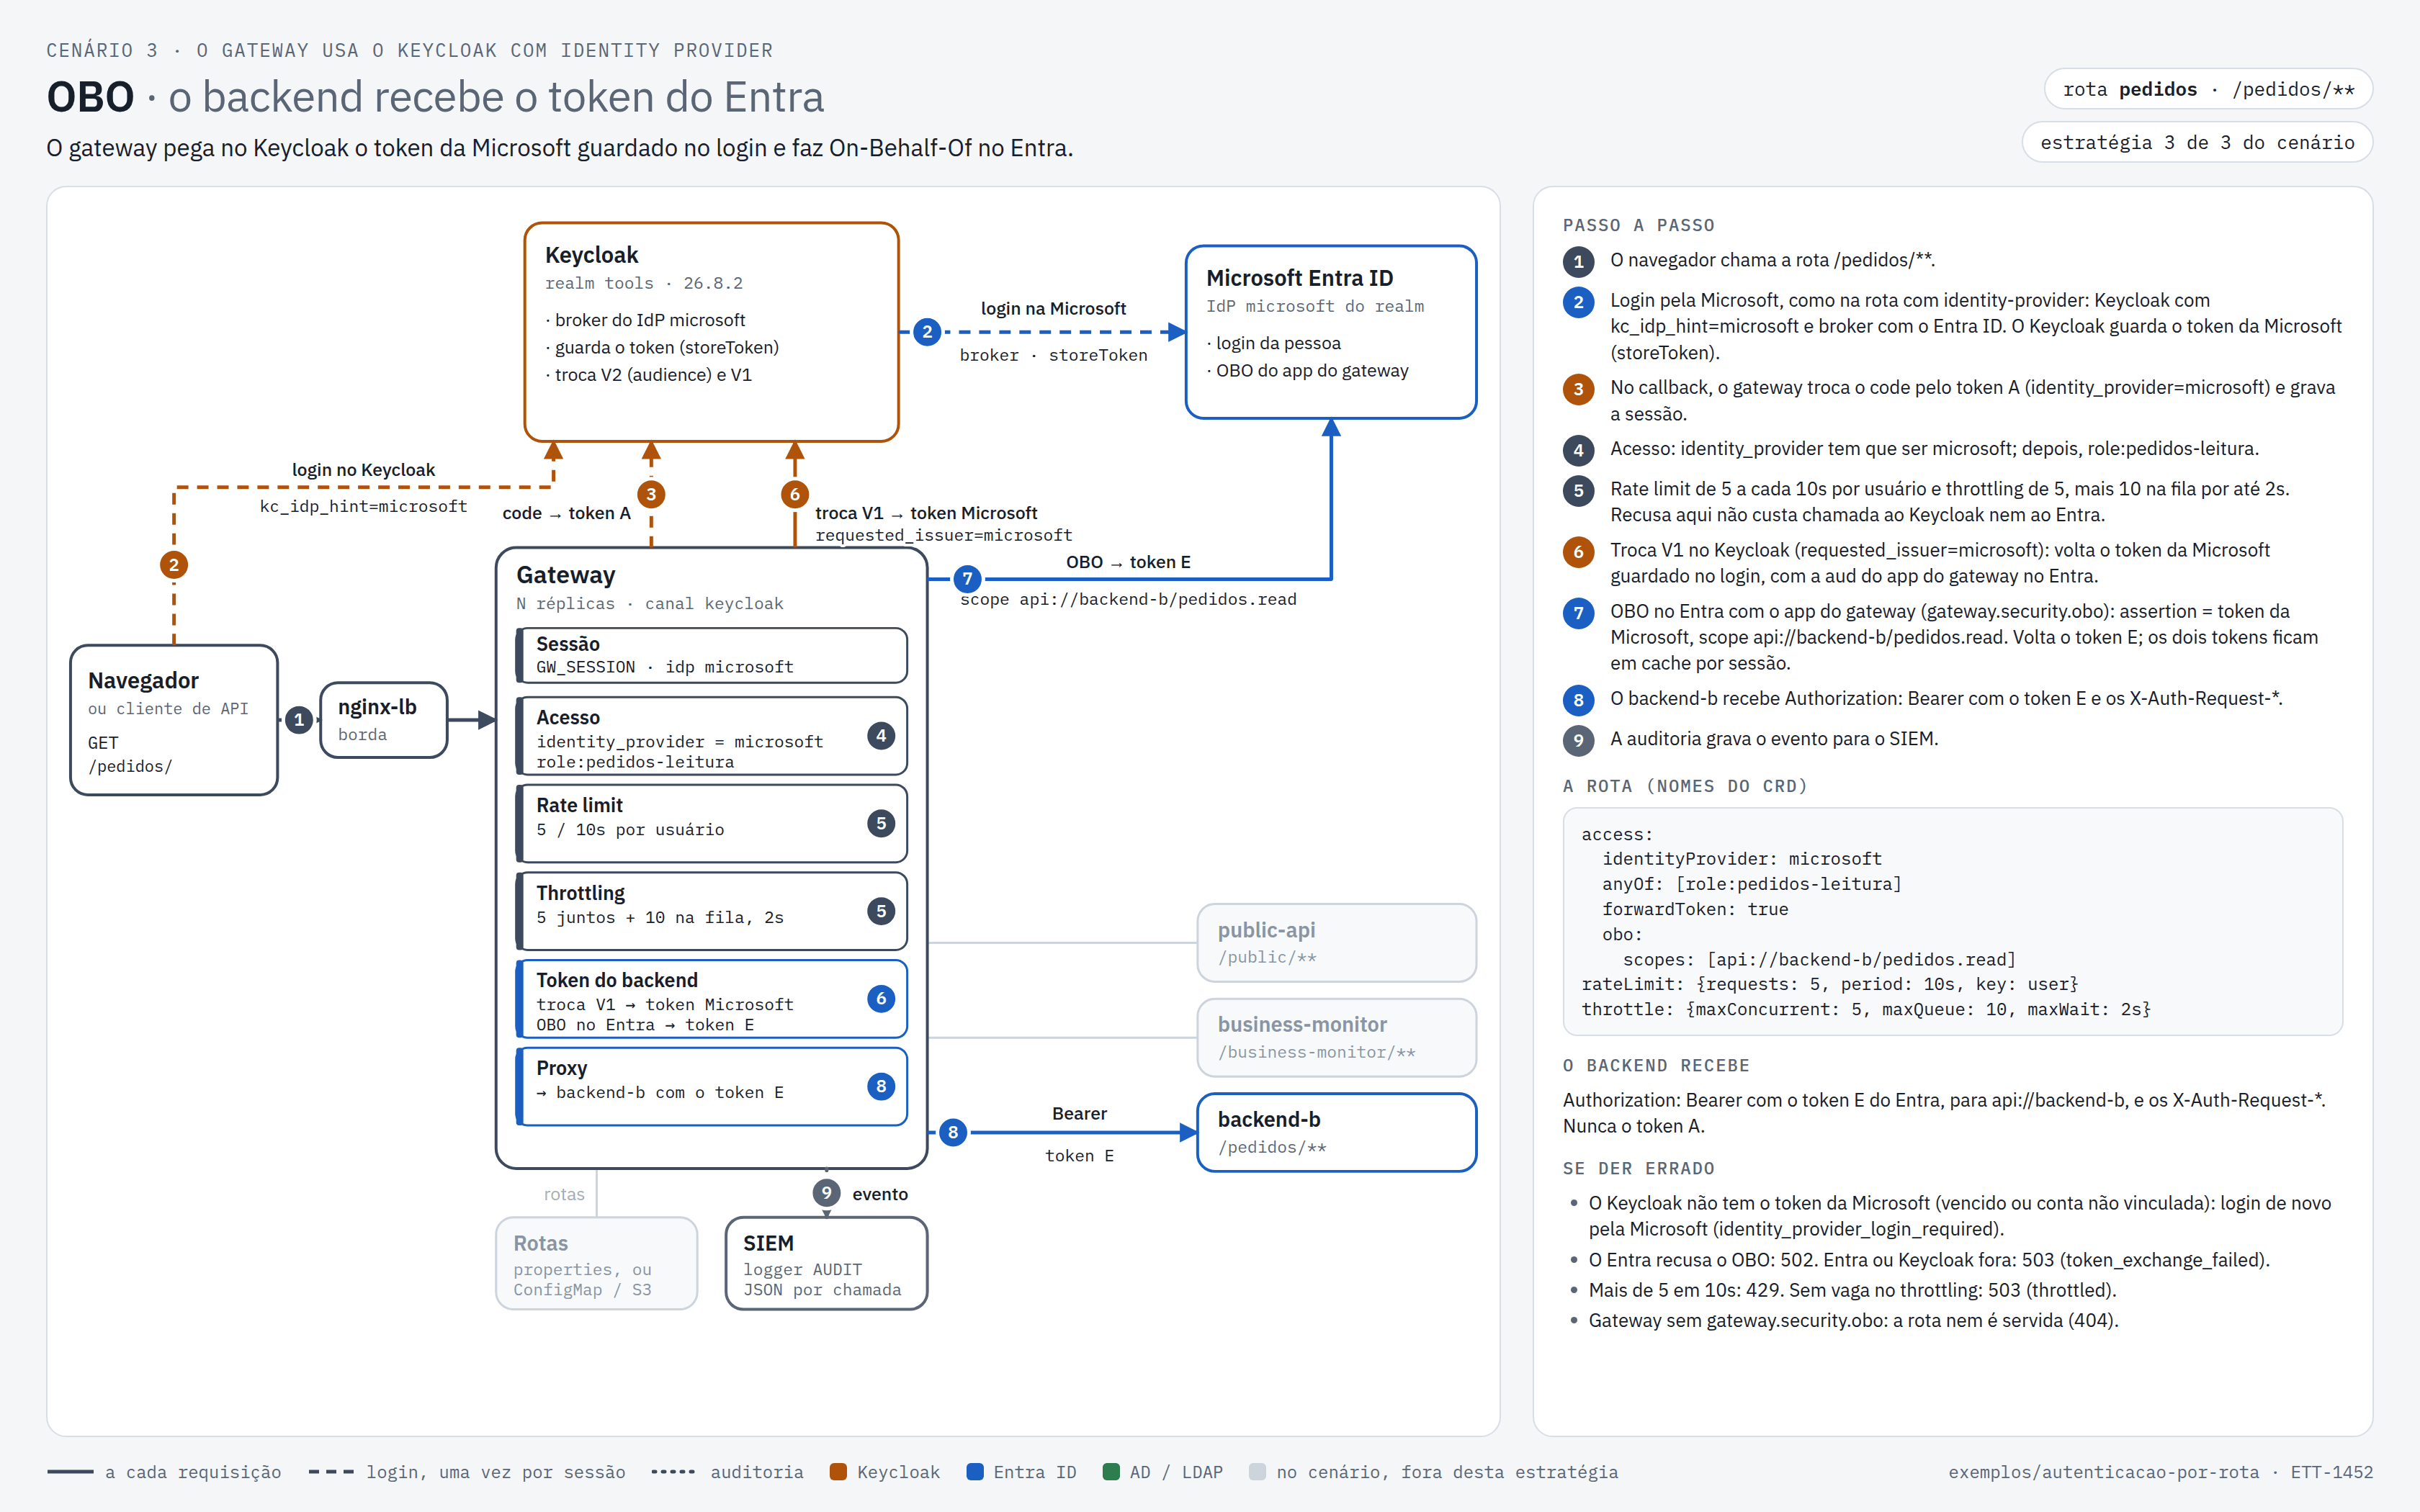 CENÁRIO 3 · O GATEWAY USA O KEYCLOAK COM IDENTITY PROVIDER
OBO · o backend recebe o token do Entra
O gateway pega no Keycloak o token da Microsoft guardado no login e faz On-Behalf-Of no Entra.
rota pedidos · /pedidos/**
estratégia 3 de 3 do cenário
Keycloak
realm tools · 26.8.2
· broker do IdP microsoft
· guarda o token (storeToken)
· troca V2 (audience) e V1
login na Microsoft
2
broker · storeToken
Microsoft Entra ID
IdP microsoft do realm
· login da pessoa
· OBO do app do gateway
login no Keycloak
kc_idp_hint=microsoft
2
3
code → token A
6
troca V1 → token Microsoft
requested_issuer=microsoft
OBO → token E
7
scope api://backend-b/pedidos.read
Navegador
ou cliente de API
GET
/pedidos/
1
nginx-lb
borda
Gateway
N réplicas · canal keycloak
Sessão
GW_SESSION · idp microsoft
Acesso
identity_provider = microsoft
role:pedidos-leitura
4
Rate limit
5 / 10s por usuário
5
Throttling
5 juntos + 10 na fila, 2s
5
Token do backend
troca V1 → token Microsoft
OBO no Entra → token E
6
Proxy
→ backend-b com o token E
8
public-api
/public/**
business-monitor
/business-monitor/**
Bearer
8
token E
backend-b
/pedidos/**
rotas
9
evento
Rotas
properties, ou
ConfigMap / S3
SIEM
logger AUDIT
JSON por chamada
PASSO A PASSO
1 O navegador chama a rota /pedidos/**.
2 Login pela Microsoft, como na rota com identity-provider: Keycloak com
kc_idp_hint=microsoft e broker com o Entra ID. O Keycloak guarda o token da Microsoft
(storeToken).
3 No callback, o gateway troca o code pelo token A (identity_provider=microsoft) e grava
a sessão.
4 Acesso: identity_provider tem que ser microsoft; depois, role:pedidos-leitura.
5 Rate limit de 5 a cada 10s por usuário e throttling de 5, mais 10 na fila por até 2s.
Recusa aqui não custa chamada ao Keycloak nem ao Entra.
6 Troca V1 no Keycloak (requested_issuer=microsoft): volta o token da Microsoft
guardado no login, com a aud do app do gateway no Entra.
7 OBO no Entra com o app do gateway (gateway.security.obo): assertion = token da
Microsoft, scope api://backend-b/pedidos.read. Volta o token E; os dois tokens ficam
em cache por sessão.
8 O backend-b recebe Authorization: Bearer com o token E e os X-Auth-Request-*.
9 A auditoria grava o evento para o SIEM.
A ROTA (NOMES DO CRD)
access:
  identityProvider: microsoft
  anyOf: [role:pedidos-leitura]
  forwardToken: true
  obo:
    scopes: [api://backend-b/pedidos.read]
rateLimit: {requests: 5, period: 10s, key: user}
throttle: {maxConcurrent: 5, maxQueue: 10, maxWait: 2s}
O BACKEND RECEBE
Authorization: Bearer com o token E do Entra, para api://backend-b, e os X-Auth-Request-*.
Nunca o token A.
SE DER ERRADO
• O Keycloak não tem o token da Microsoft (vencido ou conta não vinculada): login de novo
pela Microsoft (identity_provider_login_required).
• O Entra recusa o OBO: 502. Entra ou Keycloak fora: 503 (token_exchange_failed).
• Mais de 5 em 10s: 429. Sem vaga no throttling: 503 (throttled).
• Gateway sem gateway.security.obo: a rota nem é servida (404).
a cada requisição
login, uma vez por sessão
auditoria
Keycloak
Entra ID
AD / LDAP
no cenário, fora desta estratégia
exemplos/autenticacao-por-rota · ETT-1452